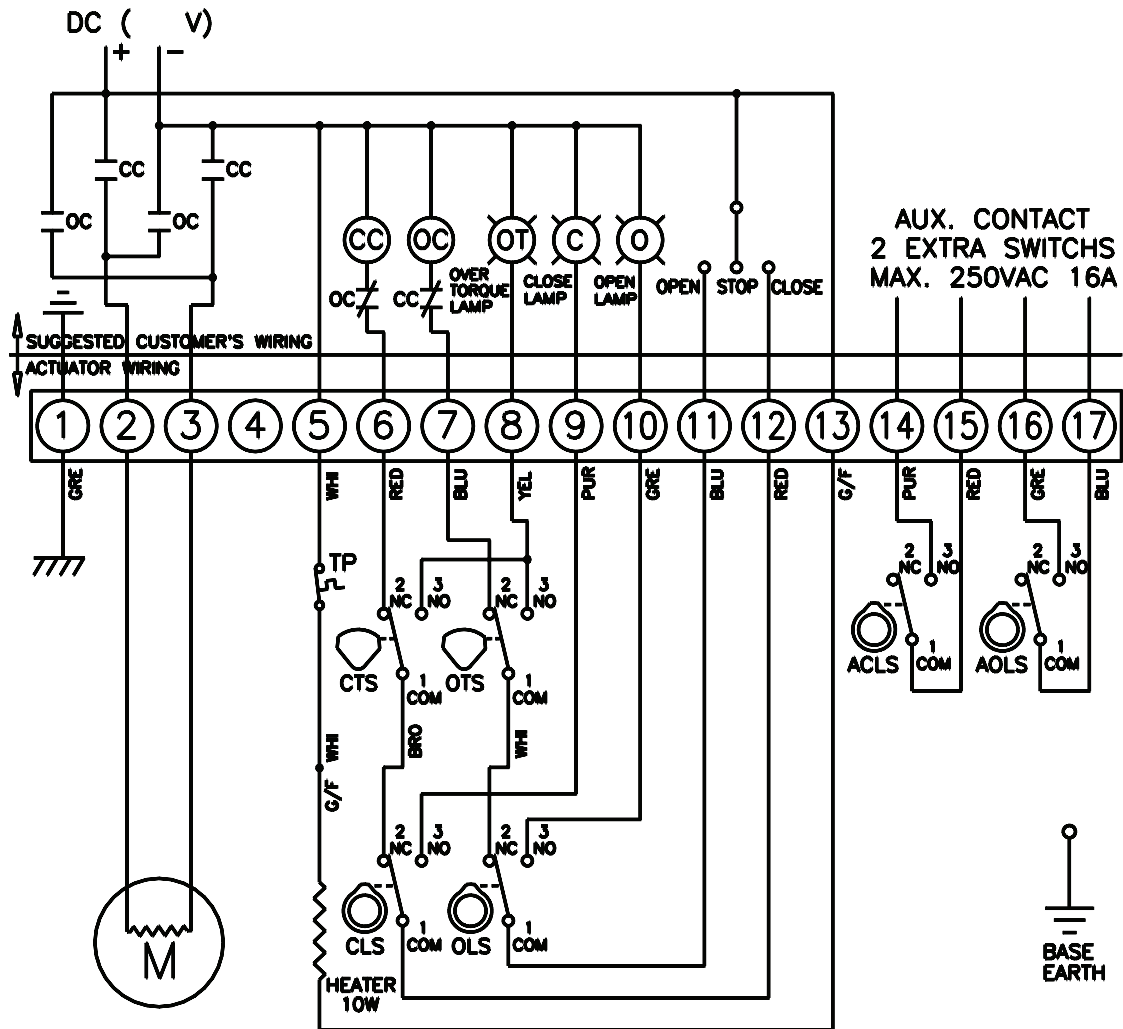 DC (    V)
+ −
CC
CC
OC
OC
CC OC OT C O
OC
CC
OVER
TORQUE
LAMP
CLOSE
LAMP
OPEN
LAMP
OPEN STOP CLOSE
AUX. CONTACT
2 EXTRA SWITCHS
MAX. 250VAC 16A
SUGGESTED CUSTOMER'S WIRING
ACTUATOR WIRING
1 2 3 4 5 6 7 8 9 10 11 12 13 14 15 16 17
GRE
WHI
RED
BLU
YEL
PUR
GRE
BLU
RED
G/F
PUR
RED
GRE
BLU
TP
2
NC
3
NO
CTS
1
COM
2
NC
3
NO
OTS
1
COM
2
NC
3
NO
ACLS
1
COM
2
NC
3
NO
AOLS
1
COM
WHI
G/F
BRO
WHI
2
NC
3
NO
CLS
1
COM
2
NC
3
NO
OLS
1
COM
M
HEATER
10W
BASE
EARTH